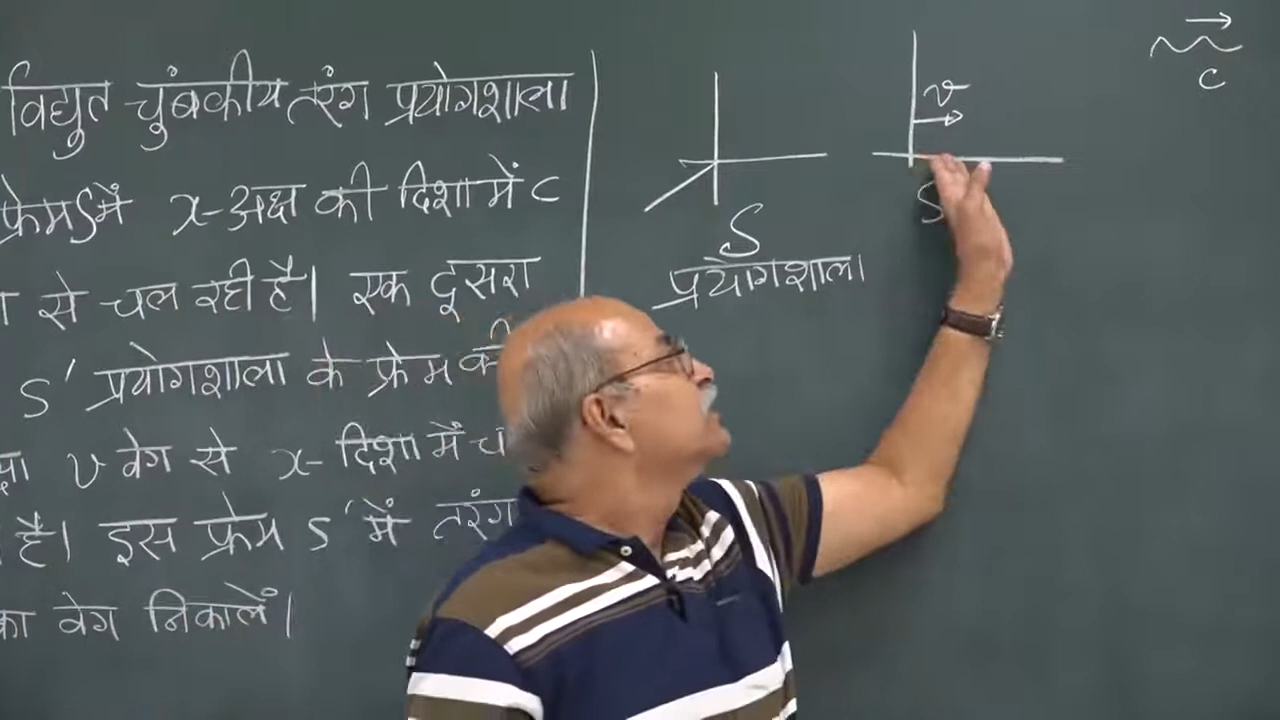 विद्युत चुंबकीय तरंग प्रयोगशाला
फ्रेम S में x-अक्ष की दिशा में c
से चल रही है। एक दूसरा
S' प्रयोगशाला के फ्रेम की
v वेग से x-दिशा में
है। इस फ्रेम S' में तरंग
का वेग निकालें।
S
प्रयोगशाला
v
S
c